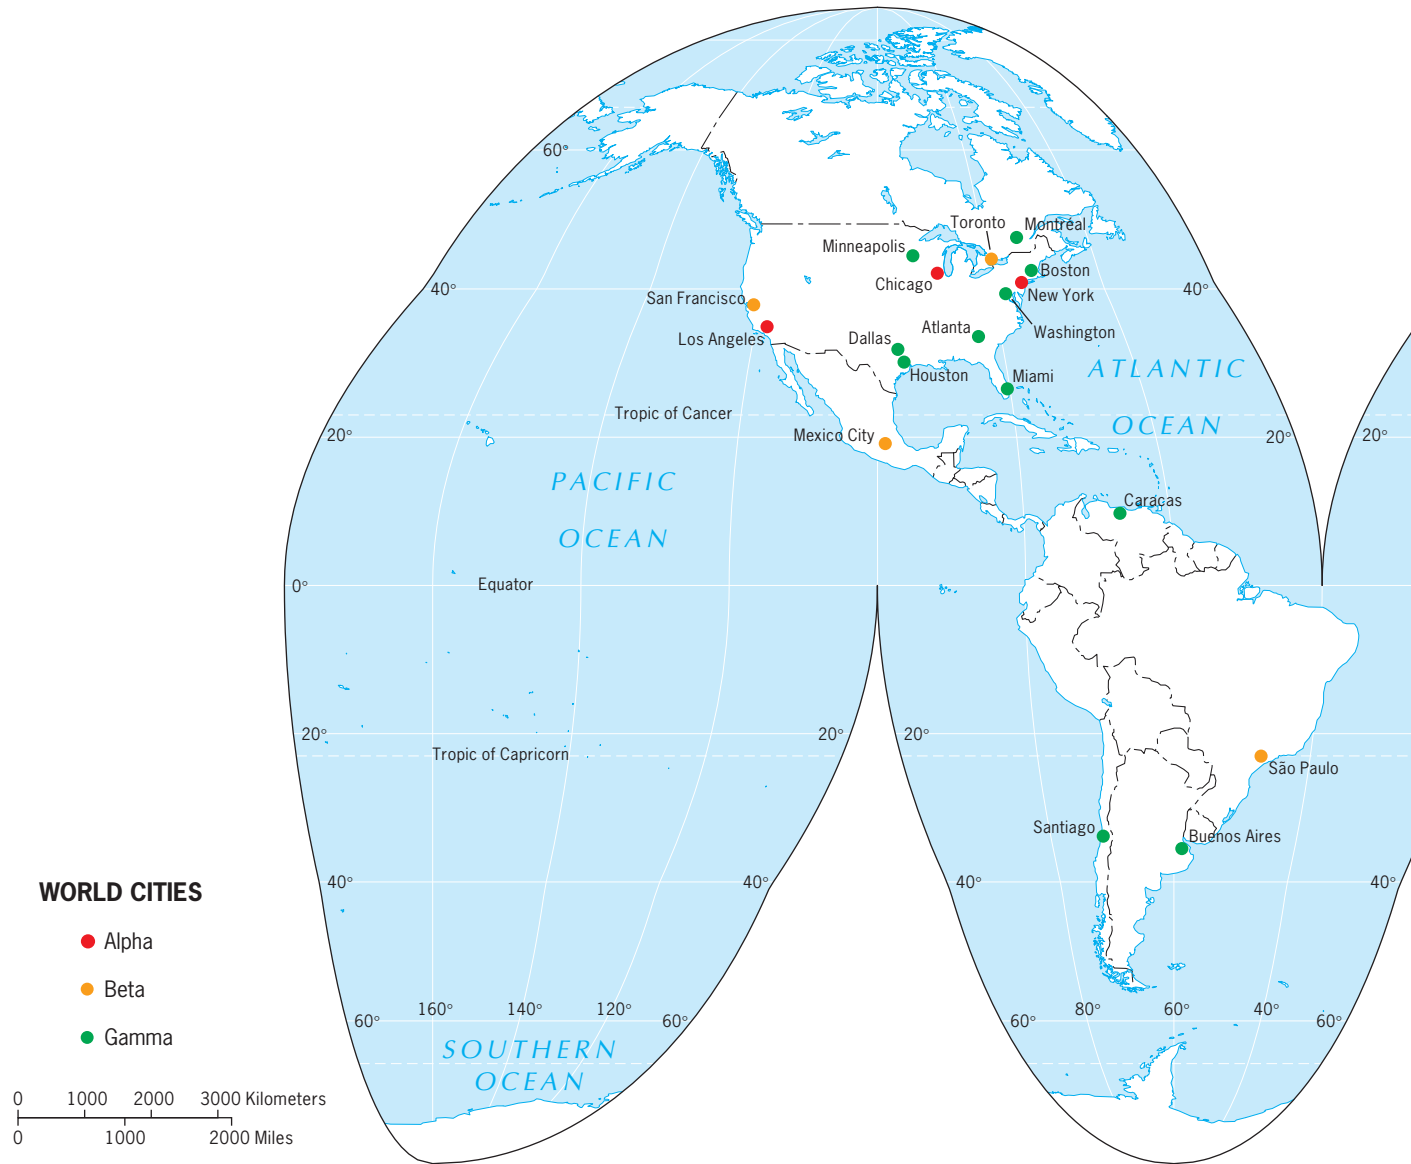 60°
Toronto
Montréal
Minneapolis
Boston
Chicago
40°
40°
New York
San Francisco
Washington
Atlanta
Los Angeles
Dallas
ATLANTIC
Houston
Miami
Tropic of Cancer
OCEAN
20°
Mexico City
20°
20°
PACIFIC
Caracas
OCEAN
0°
Equator
20°
20°
20°
Tropic of Capricorn
São Paulo
Santiago
Buenos Aires
40°
40°
40°
40°
WORLD CITIES
Alpha
Beta
Gamma
60°
160°
140°
120°
60°
60°
80°
60°
40°
60°
SOUTHERN
OCEAN
0 1000 2000 3000 Kilometers
0 1000 2000 Miles